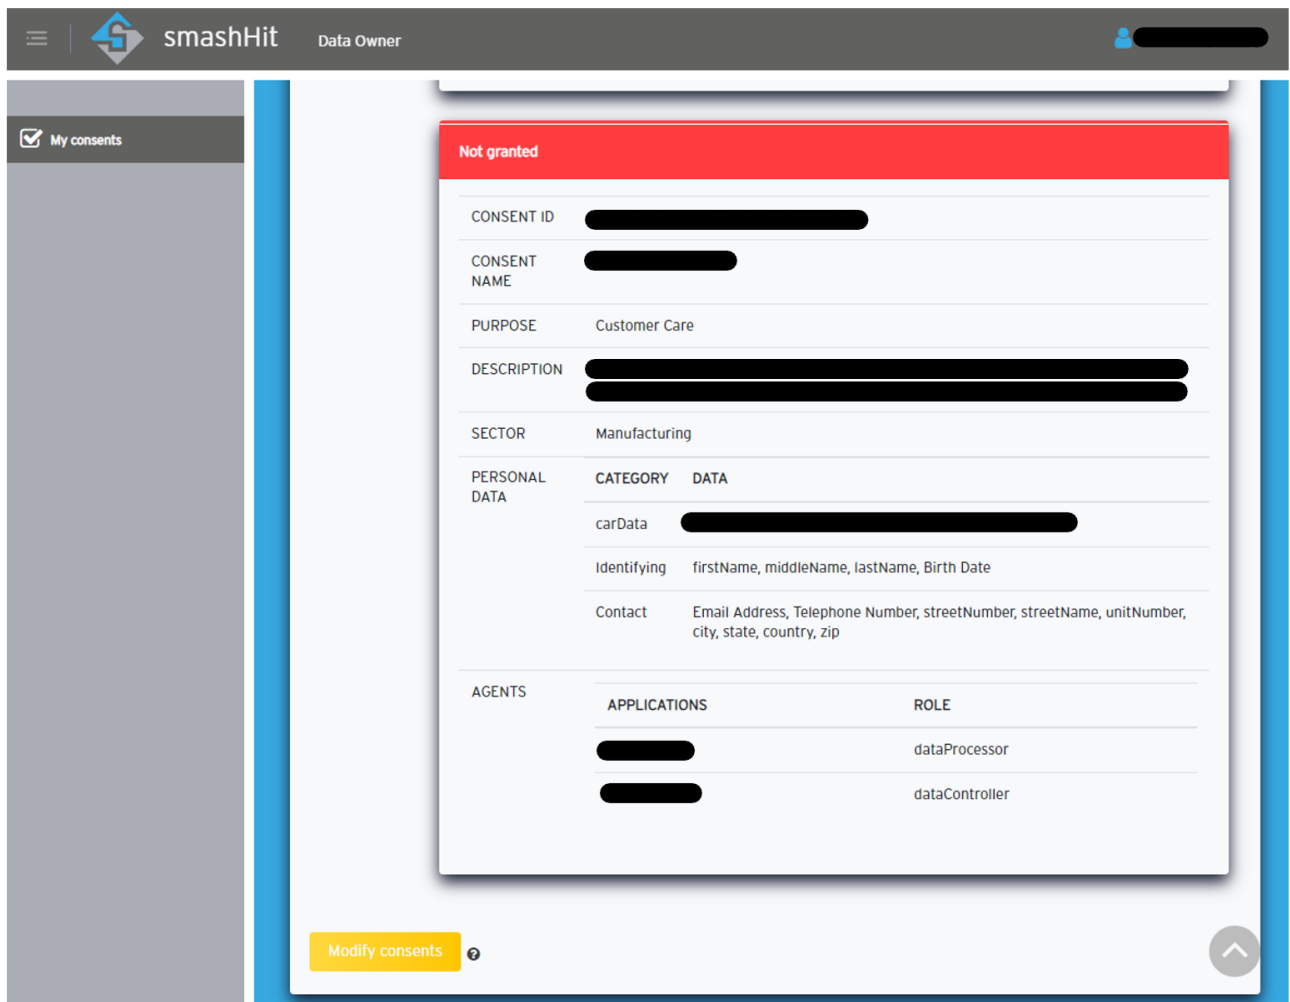 smashHit Data Owner
My consents
Not granted
CONSENT ID
CONSENT
NAME
PURPOSE Customer Care
DESCRIPTION
SECTOR Manufacturing
PERSONAL
DATA
CATEGORY DATA
carData
Identifying firstName, middleName, lastName, Birth Date
Contact Email Address, Telephone Number, streetNumber, streetName, unitNumber,
city, state, country, zip
AGENTS
APPLICATIONS ROLE
dataProcessor
dataController
Modify consents ?